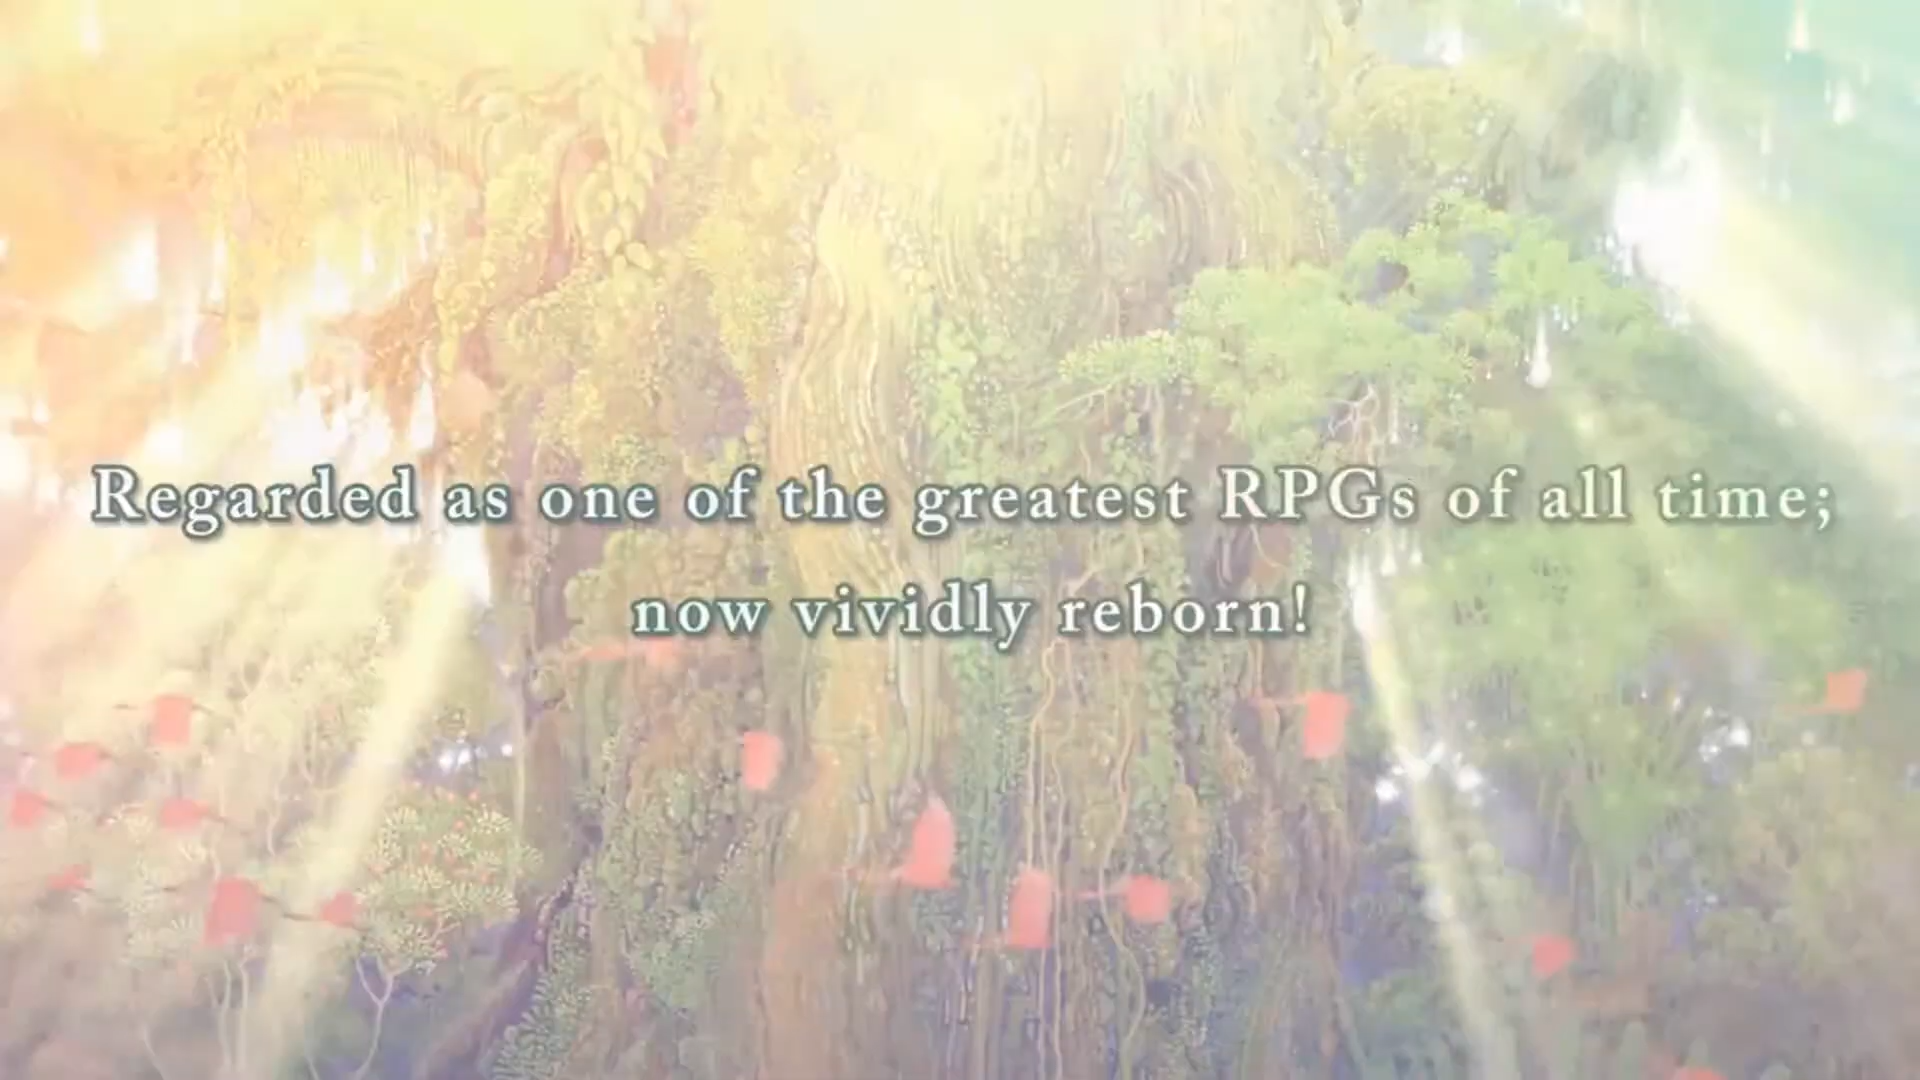 Regarded as one of the greatest RPGs of all time;
now vividly reborn!